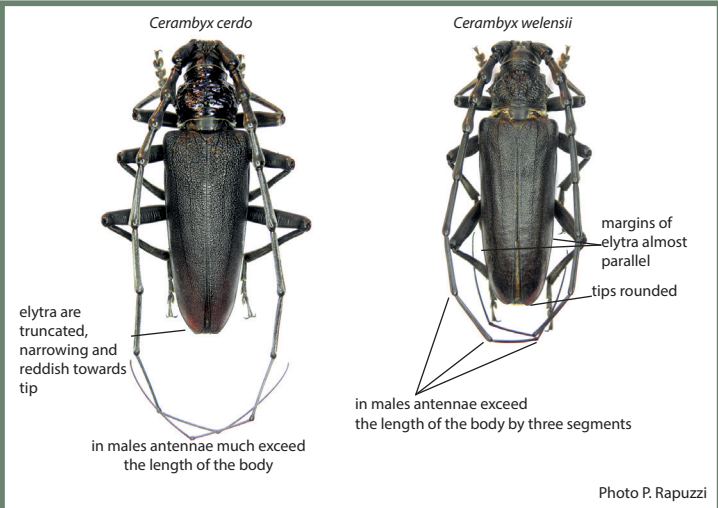 Cerambyx cerdo
Cerambyx welensii
margins of
elytra almost
parallel
tips rounded
elytra are
truncated,
narrowing and
reddish towards
tip
in males antennae exceed
the length of the body by three segments
in males antennae much exceed
the length of the body
Photo P. Rapuzzi